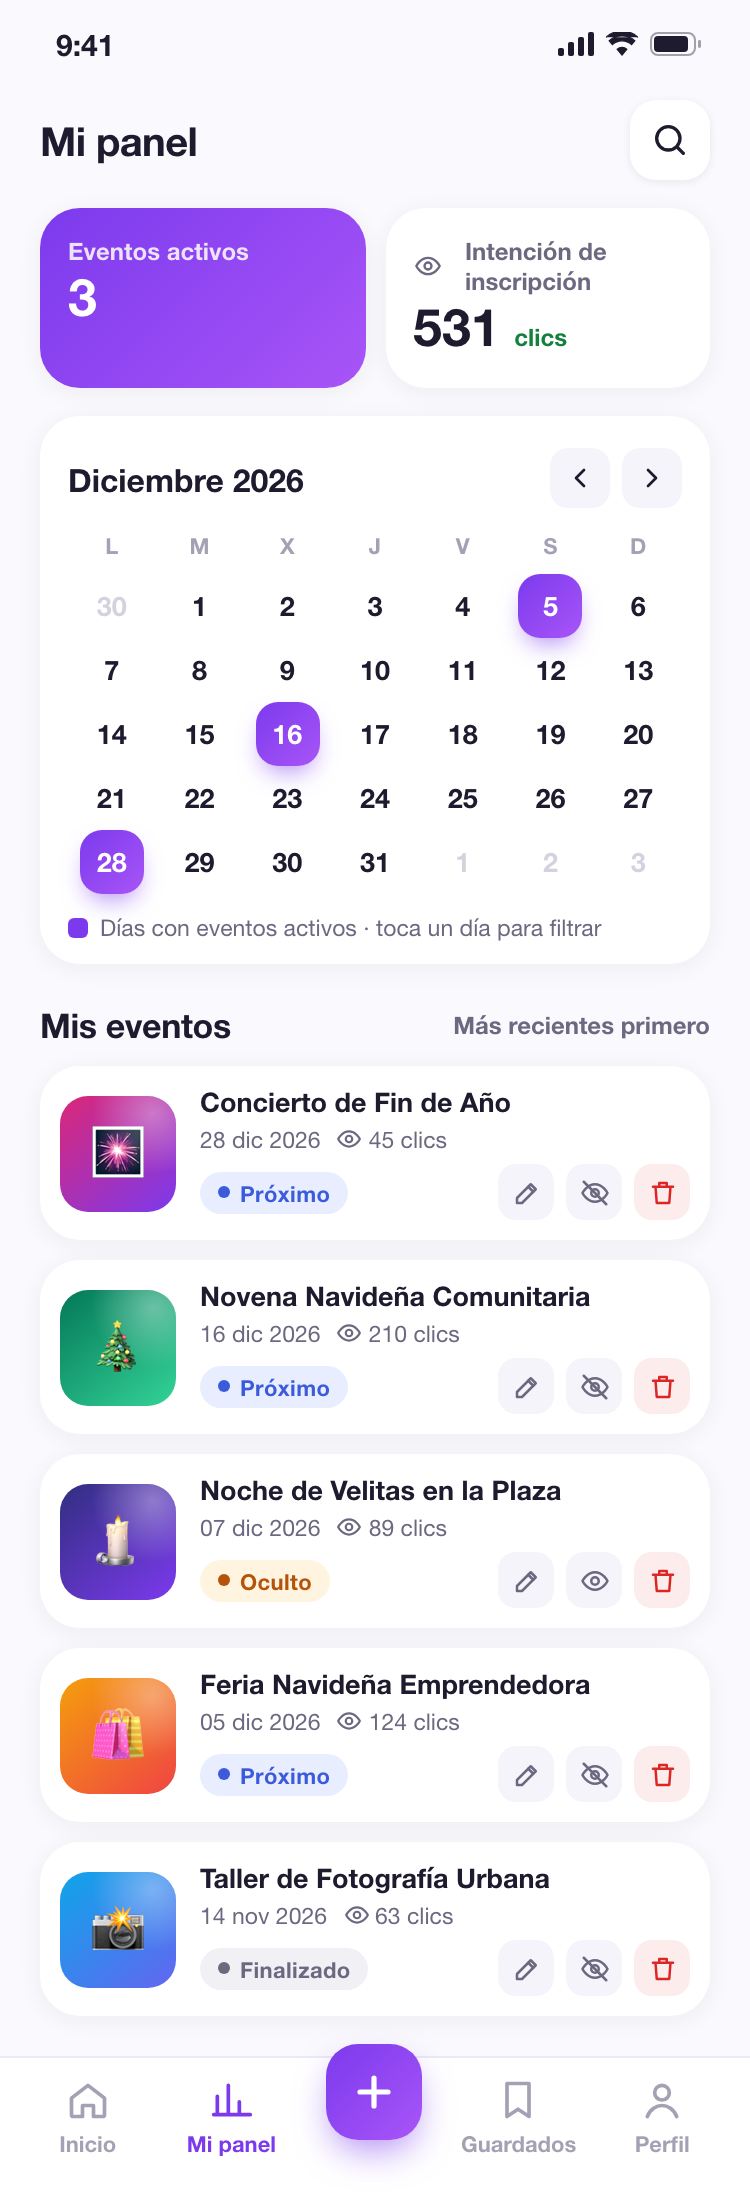 9:41
Mi panel
Eventos activos
3
Intención de
inscripción
531 clics
Diciembre 2026
L M X J V S D
30 1 2 3 4 5 6
7 8 9 10 11 12 13
14 15 16 17 18 19 20
21 22 23 24 25 26 27
28 29 30 31 1 2 3
Días con eventos activos · toca un día para filtrar
Mis eventos
Más recientes primero
Concierto de Fin de Año
28 dic 2026 45 clics
Próximo
Novena Navideña Comunitaria
16 dic 2026 210 clics
Próximo
Noche de Velitas en la Plaza
07 dic 2026 89 clics
Oculto
Feria Navideña Emprendedora
05 dic 2026 124 clics
Próximo
Taller de Fotografía Urbana
14 nov 2026 63 clics
Finalizado
Inicio Mi panel Guardados Perfil